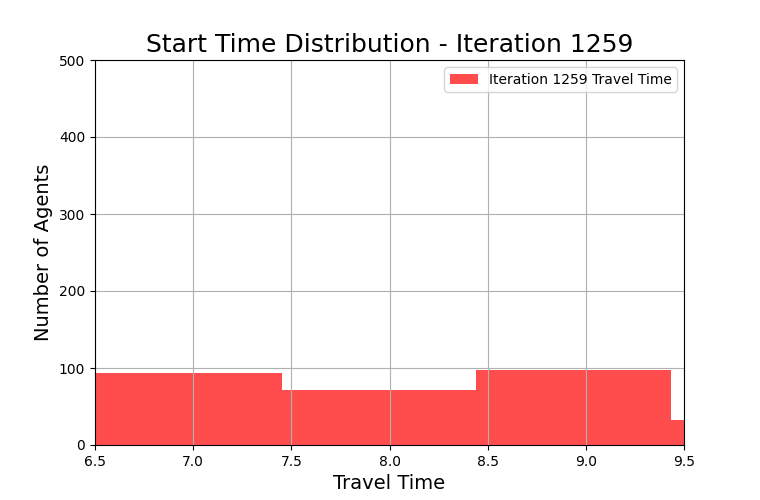 Start Time Distribution - Iteration 1259
Iteration 1259 Travel Time
Number of Agents
500
400
300
200
100
0
6.5 7.0 7.5 8.0 8.5 9.0 9.5
Travel Time